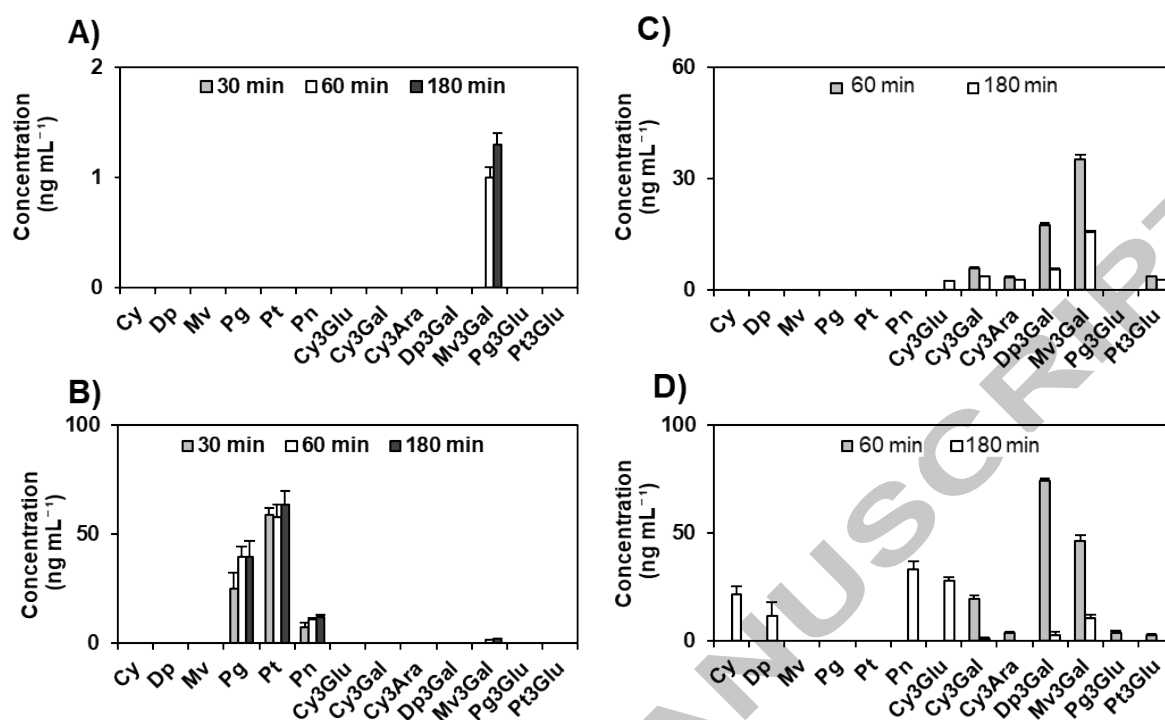 A)
Concentration
(ng mL⁻¹)
2
1
0
30 min 60 min 180 min
Cy Dp Mv Pg Pt Pn Cy3Glu Cy3Gal Cy3Ara Dp3Gal Mv3Gal Pg3Glu Pt3Glu
B)
Concentration
(ng mL⁻¹)
100
50
0
30 min 60 min 180 min
Cy Dp Mv Pg Pt Pn Cy3Glu Cy3Gal Cy3Ara Dp3Gal Mv3Gal Pg3Glu Pt3Glu
C)
Concentration
(ng mL⁻¹)
60
30
0
60 min 180 min
Cy Dp Mv Pg Pt Pn Cy3Glu Cy3Gal Cy3Ara Dp3Gal Mv3Gal Pg3Glu Pt3Glu
D)
Concentration
(ng mL⁻¹)
100
50
0
60 min 180 min
Cy Dp Mv Pg Pt Pn Cy3Glu Cy3Gal Cy3Ara Dp3Gal Mv3Gal Pg3Glu Pt3Glu
ANUSCRIPT